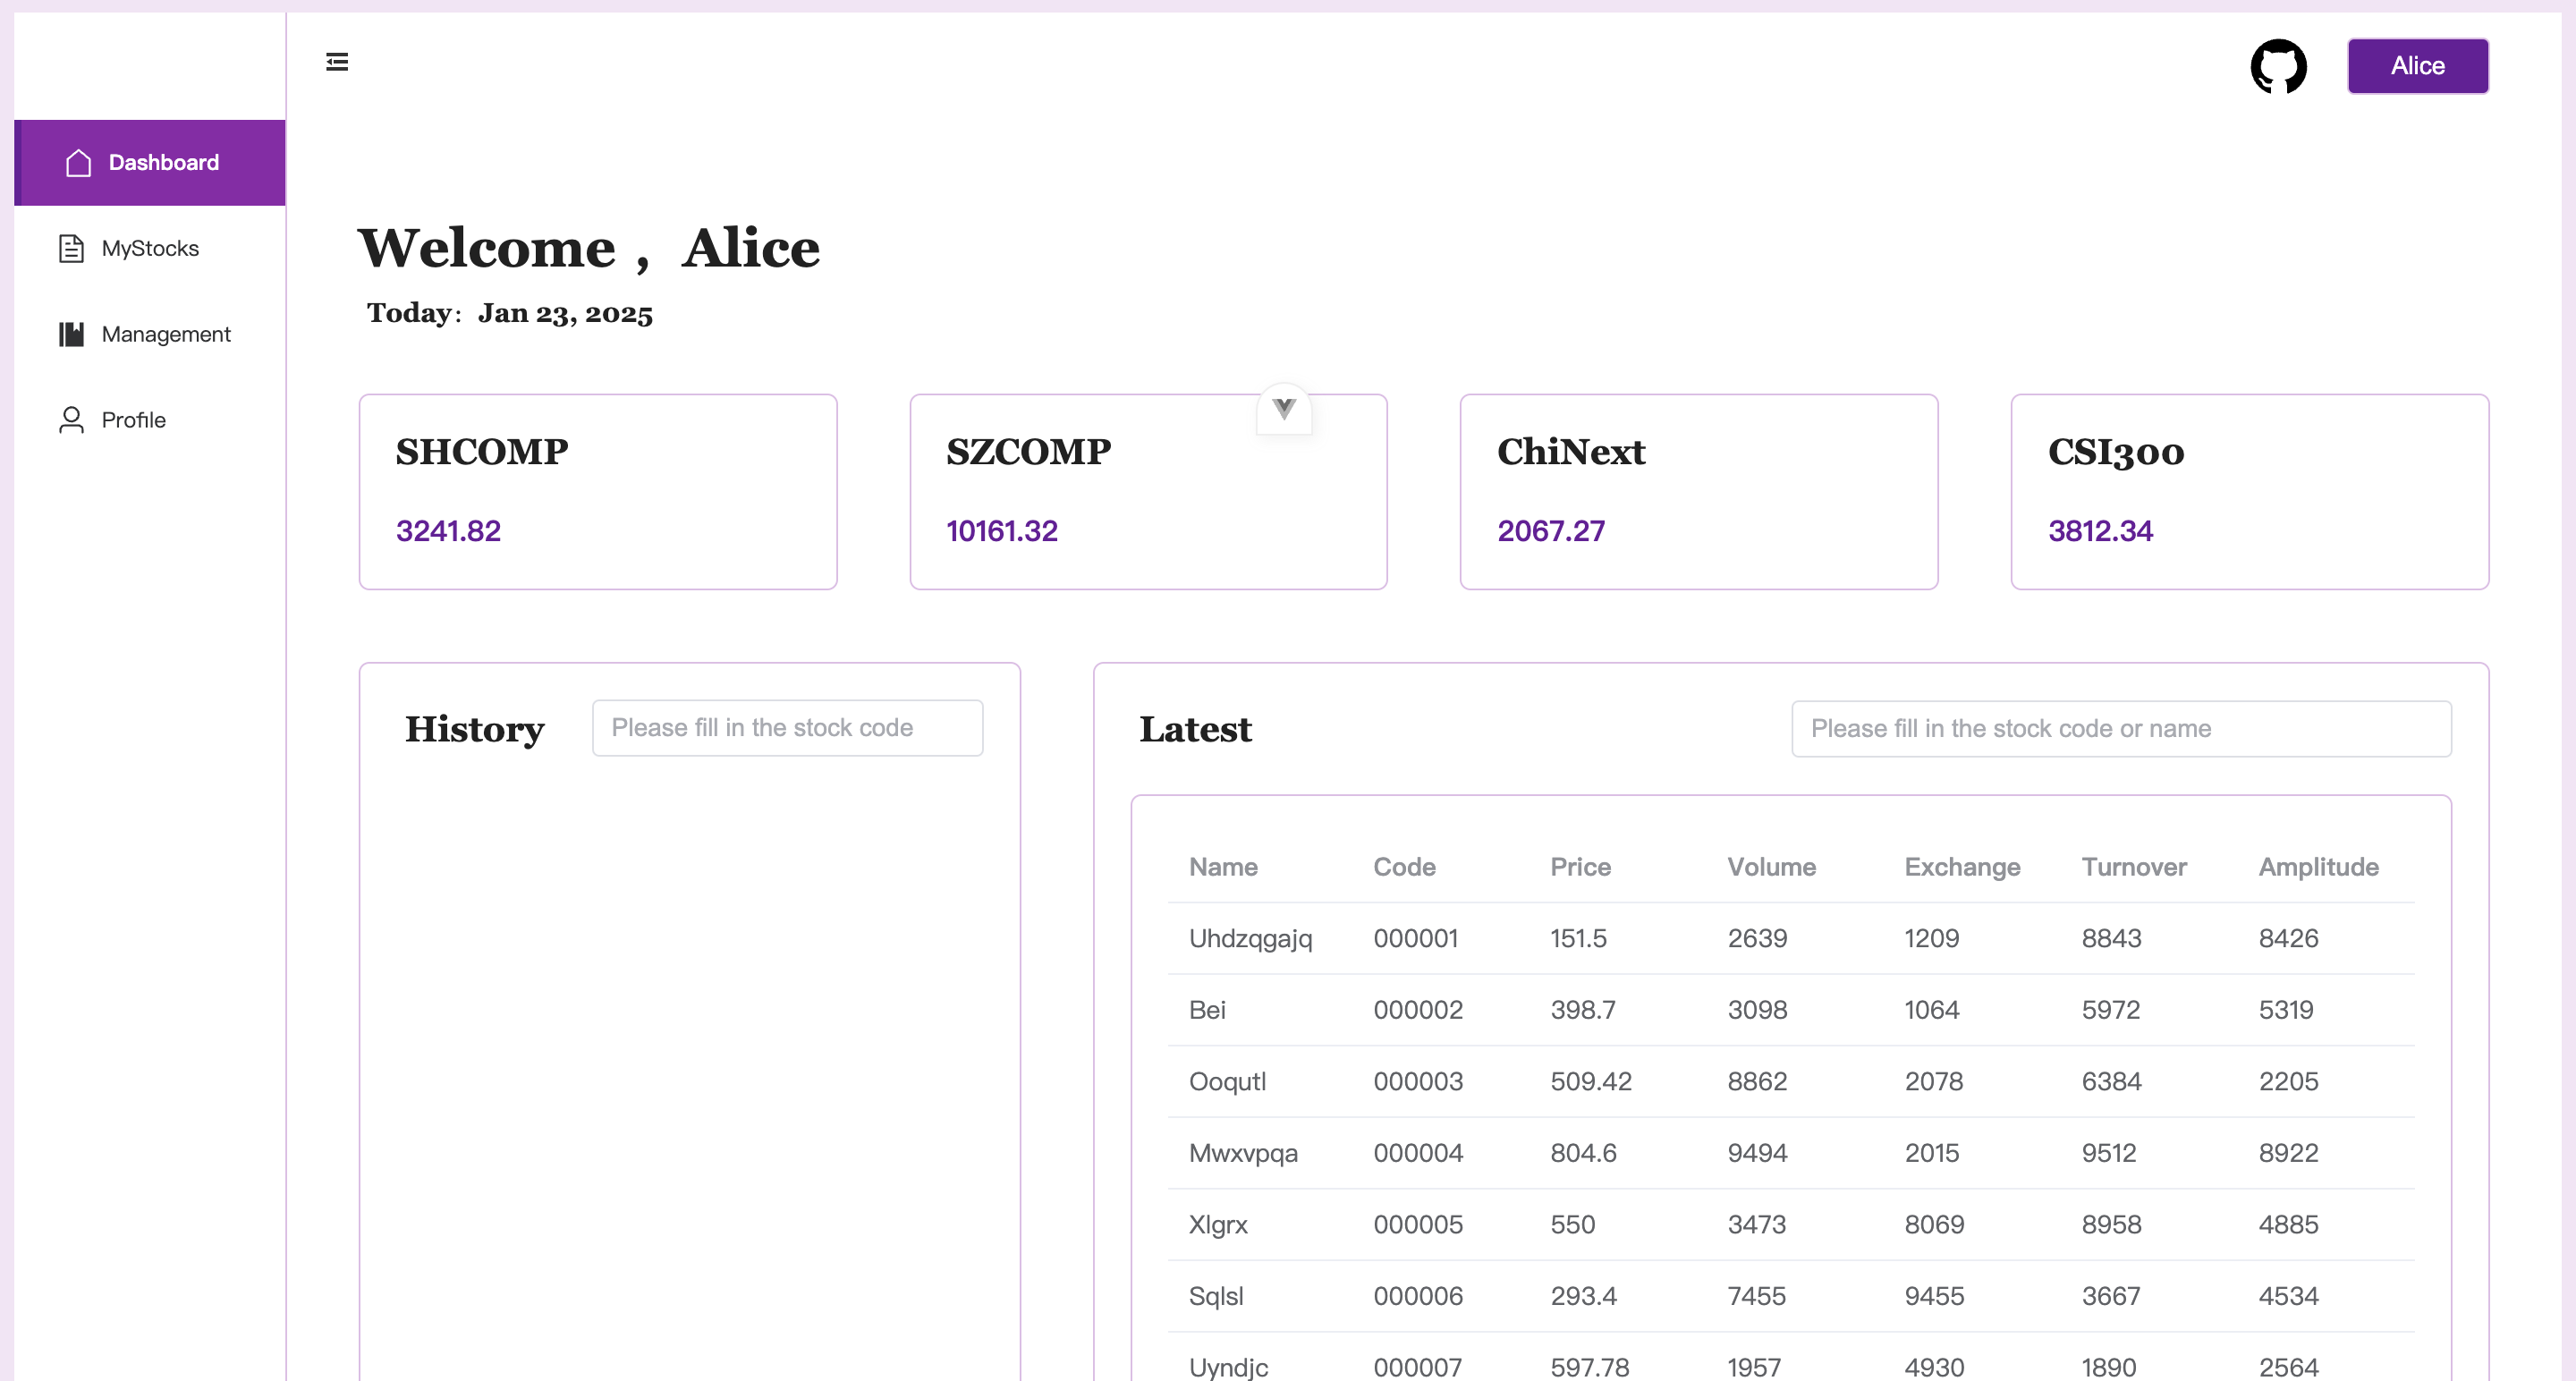 Alice
Dashboard
MyStocks
Management
Profile
Welcome， Alice
Today：Jan 23, 2025
SHCOMP
3241.82
SZCOMP
10161.32
ChiNext
2067.27
CSI300
3812.34
History
Please fill in the stock code
Latest
Please fill in the stock code or name
Name Code Price Volume Exchange Turnover Amplitude
Uhdzqgajq 000001 151.5 2639 1209 8843 8426
Bei 000002 398.7 3098 1064 5972 5319
Ooqutl 000003 509.42 8862 2078 6384 2205
Mwxvpqa 000004 804.6 9494 2015 9512 8922
Xlgrx 000005 550 3473 8069 8958 4885
Sqlsl 000006 293.4 7455 9455 3667 4534
Uyndjc 000007 597.78 1957 4930 1890 2564